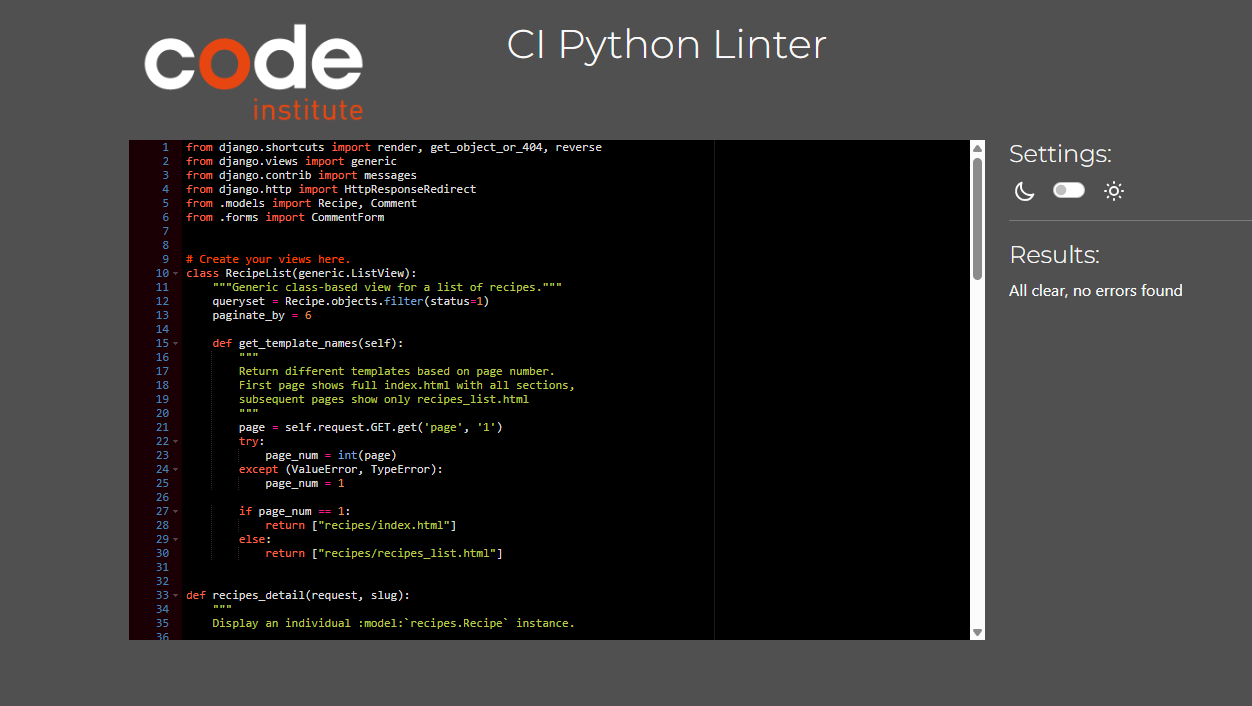 code
institute
CI Python Linter
1 from django.shortcuts import render, get_object_or_404, reverse
2 from django.views import generic
3 from django.contrib import messages
4 from django.http import HttpResponseRedirect
5 from .models import Recipe, Comment
6 from .forms import CommentForm
7
8
9 # Create your views here.
10 class RecipeList(generic.ListView):
11     """Generic class-based view for a list of recipes."""
12     queryset = Recipe.objects.filter(status=1)
13     paginate_by = 6
14
15     def get_template_names(self):
16         """
17         Return different templates based on page number.
18         First page shows full index.html with all sections,
19         subsequent pages show only recipes_list.html
20         """
21         page = self.request.GET.get('page', '1')
22         try:
23             page_num = int(page)
24         except (ValueError, TypeError):
25             page_num = 1
26
27         if page_num == 1:
28             return ["recipes/index.html"]
29         else:
30             return ["recipes/recipes_list.html"]
31
32
33 def recipes_detail(request, slug):
34     """
35     Display an individual :model:`recipes.Recipe` instance.
36
Settings:
Results:
All clear, no errors found